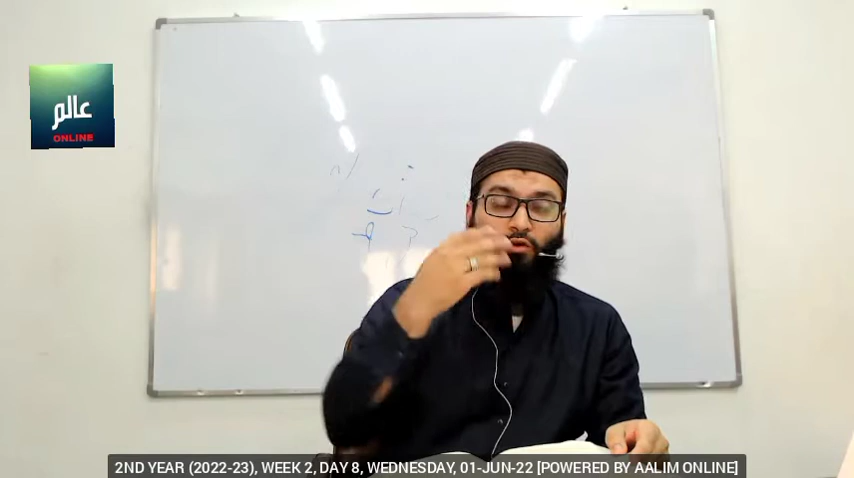 عالم
ONLINE
2ND YEAR (2022-23), WEEK 2, DAY 8, WEDNESDAY, 01-JUN-22 [POWERED BY AALIM ONLINE]